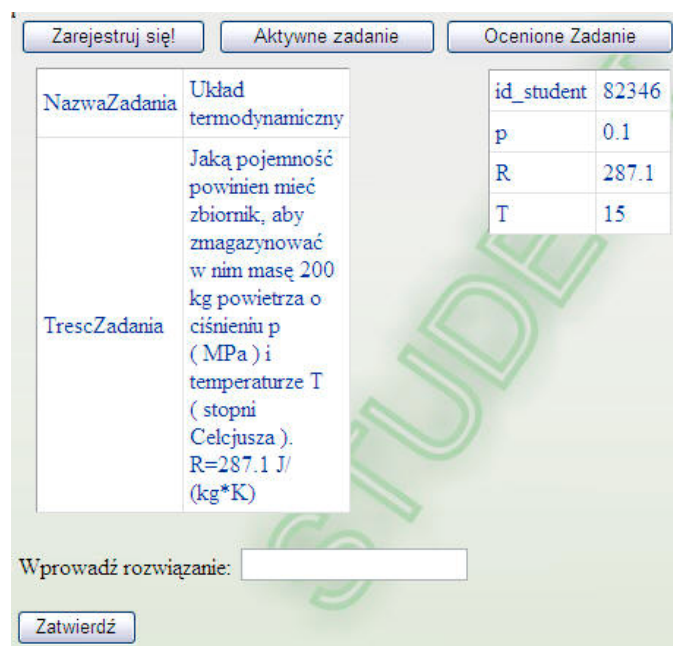 Zarejestruj się!
Aktywne zadanie
Ocenione Zadanie
NazwaZadania
Układ
termodynamiczny
TrescZadania
Jaką pojemność
powinien mieć
zbiornik, aby
zmagazynować
w nim masę 200
kg powietrza o
ciśnieniu p
( MPa ) i
temperaturze T
( stopni
Celcjusza ).
R=287.1 J/
(kg*K)
id_student 82346
p 0.1
R 287.1
T 15
STUDE
Wprowadź rozwiązanie:
Zatwierdź